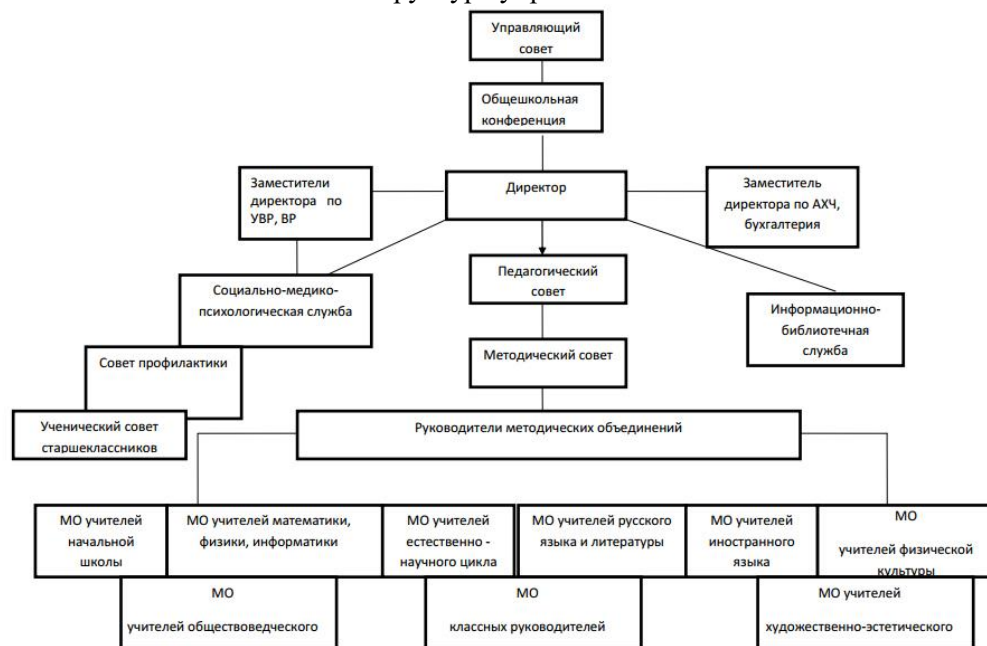 Управляющий
совет
Общешкольная
конференция
Заместители
директора по
УВР, ВР
Директор
Заместитель
директора по АХЧ,
бухгалтерия
Социально-медико-
психологическая служба
Педагогический
совет
Информационно-
библиотечная
служба
Совет профилактики
Методический совет
Ученический совет
старшеклассников
Руководители методических объединений
МО учителей
начальной
школы
МО учителей математики,
физики, информатики
МО учителей
естественно -
научного цикла
МО учителей русского
языка и литературы
МО учителей
иностранного
языка
МО
учителей физической
культуры
МО
учителей обществоведческого
МО
классных руководителей
МО учителей
художественно-эстетического